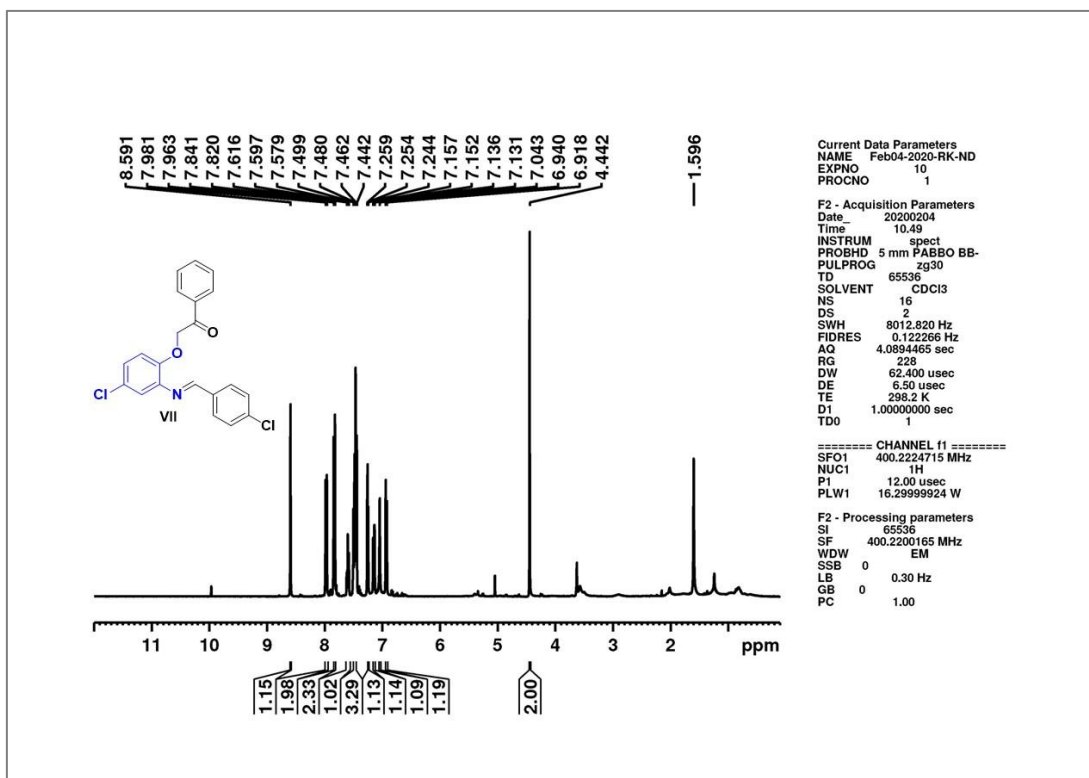 8.591
7.981
7.963
7.841
7.820
7.616
7.597
7.579
7.499
7.480
7.462
7.442
7.259
7.254
7.244
7.157
7.152
7.136
7.131
7.043
6.940
6.918
4.442
1.596
O
O
Cl
N
Cl
VII
11 10 9 8 7 6 5 4 3 2 ppm
1.15
1.98
2.33
1.02
3.29
1.13
1.14
1.09
1.19
2.00
Current Data Parameters
NAME Feb04-2020-RK-ND
EXPNO 10
PROCNO 1
F2 - Acquisition Parameters
Date_ 20200204
Time 10.49
INSTRUM spect
PROBHD 5 mm PABBO BB-
PULPROG zg30
TD 65536
SOLVENT CDCl3
NS 16
DS 2
SWH 8012.820 Hz
FIDRES 0.122266 Hz
AQ 4.0894465 sec
RG 228
DW 62.400 usec
DE 6.50 usec
TE 298.2 K
D1 1.00000000 sec
TD0 1
======== CHANNEL f1 ========
SFO1 400.2224715 MHz
NUC1 1H
P1 12.00 usec
PLW1 16.29999924 W
F2 - Processing parameters
SI 65536
SF 400.2200165 MHz
WDW EM
SSB 0
LB 0.30 Hz
GB 0
PC 1.00